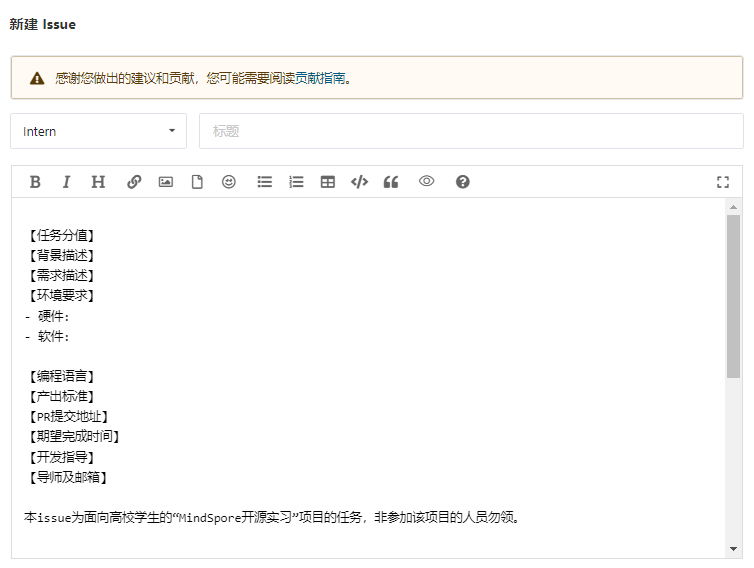 新建 Issue
感谢您做出的建议和贡献，您可能需要阅读贡献指南。
Intern
标题
B I H
【任务分值】
【背景描述】
【需求描述】
【环境要求】
- 硬件:
- 软件:
【编程语言】
【产出标准】
【PR提交地址】
【期望完成时间】
【开发指导】
【导师及邮箱】
本issue为面向高校学生的“MindSpore开源实习”项目的任务，非参加该项目的人员勿领。